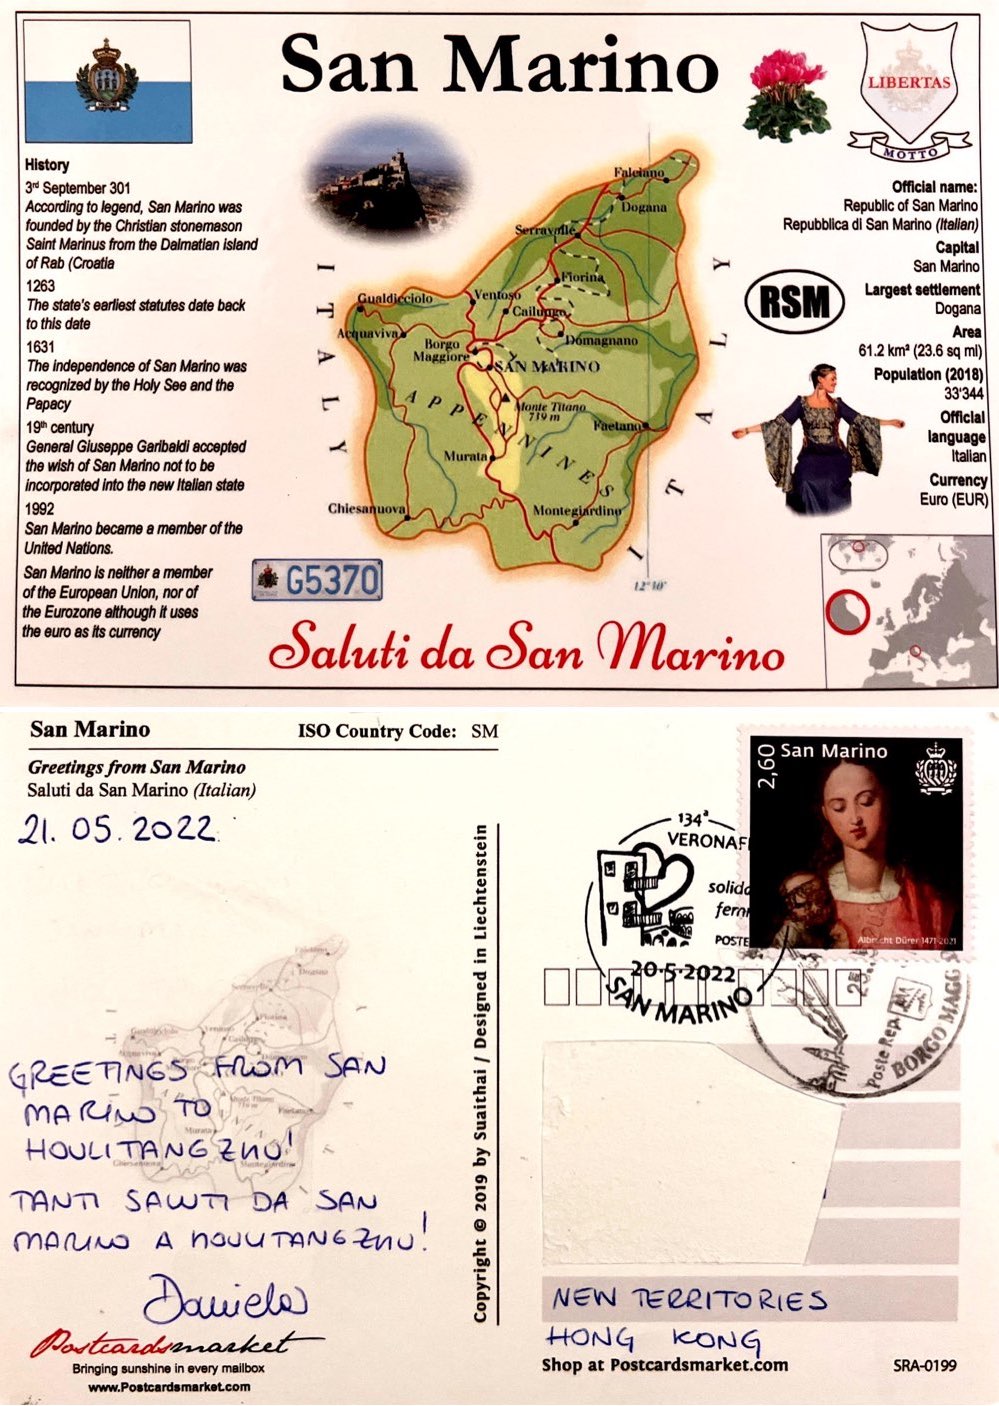 San Marino
LIBERTAS
MOTTO
History
3rd September 301
According to legend, San Marino was
founded by the Christian stonemason
Saint Marinus from the Dalmatian island
of Rab (Croatia
1263
The state's earliest statutes date back
to this date
1631
The independence of San Marino was
recognized by the Holy See and the
Papacy
19th century
General Giuseppe Garibaldi accepted
the wish of San Marino not to be
incorporated into the new Italian state
1992
San Marino became a member of the
United Nations.
San Marino is neither a member
of the European Union, nor of
the Eurozone although it uses
the euro as its currency
Falciano
Dogana
Serravalle
Fiorina
Gualdicciolo
Ventoso
Cailungo
Acquaviva
Borgo
Maggiore
Domagnano
SAN MARINO
Monte Titano
739 m
Faetano
Murata
Chiesanuova
Montegiardino
APPENNINES
ITALY
ITALY
12°30'
G5370
Official name:
Republic of San Marino
Repubblica di San Marino (Italian)
Capital
San Marino
Largest settlement
Dogana
Area
61.2 km² (23.6 sq mi)
Population (2018)
33'344
Official
language
Italian
Currency
Euro (EUR)
RSM
Saluti da San Marino
San Marino
ISO Country Code: SM
Greetings from San Marino
Saluti da San Marino (Italian)
21.05.2022
GREETINGS FROM SAN
MARINO TO
HOULITANGZHU!
TANTI SALUTI DA SAN
MARINO A HOULITANGZHU!
Daniela
Postcardsmarket
Bringing sunshine in every mailbox
www.Postcardsmarket.com
Copyright © 2019 by Suaithai / Designed in Liechtenstein
2,60 San Marino
Albrecht Dürer 1471-2021
134a
VERONAF
solida
femm
POSTE
20·5·2022
SAN MARINO
Poste Rep.
BORGO MAGG
NEW TERRITORIES
HONG KONG
Shop at Postcardsmarket.com
SRA-0199